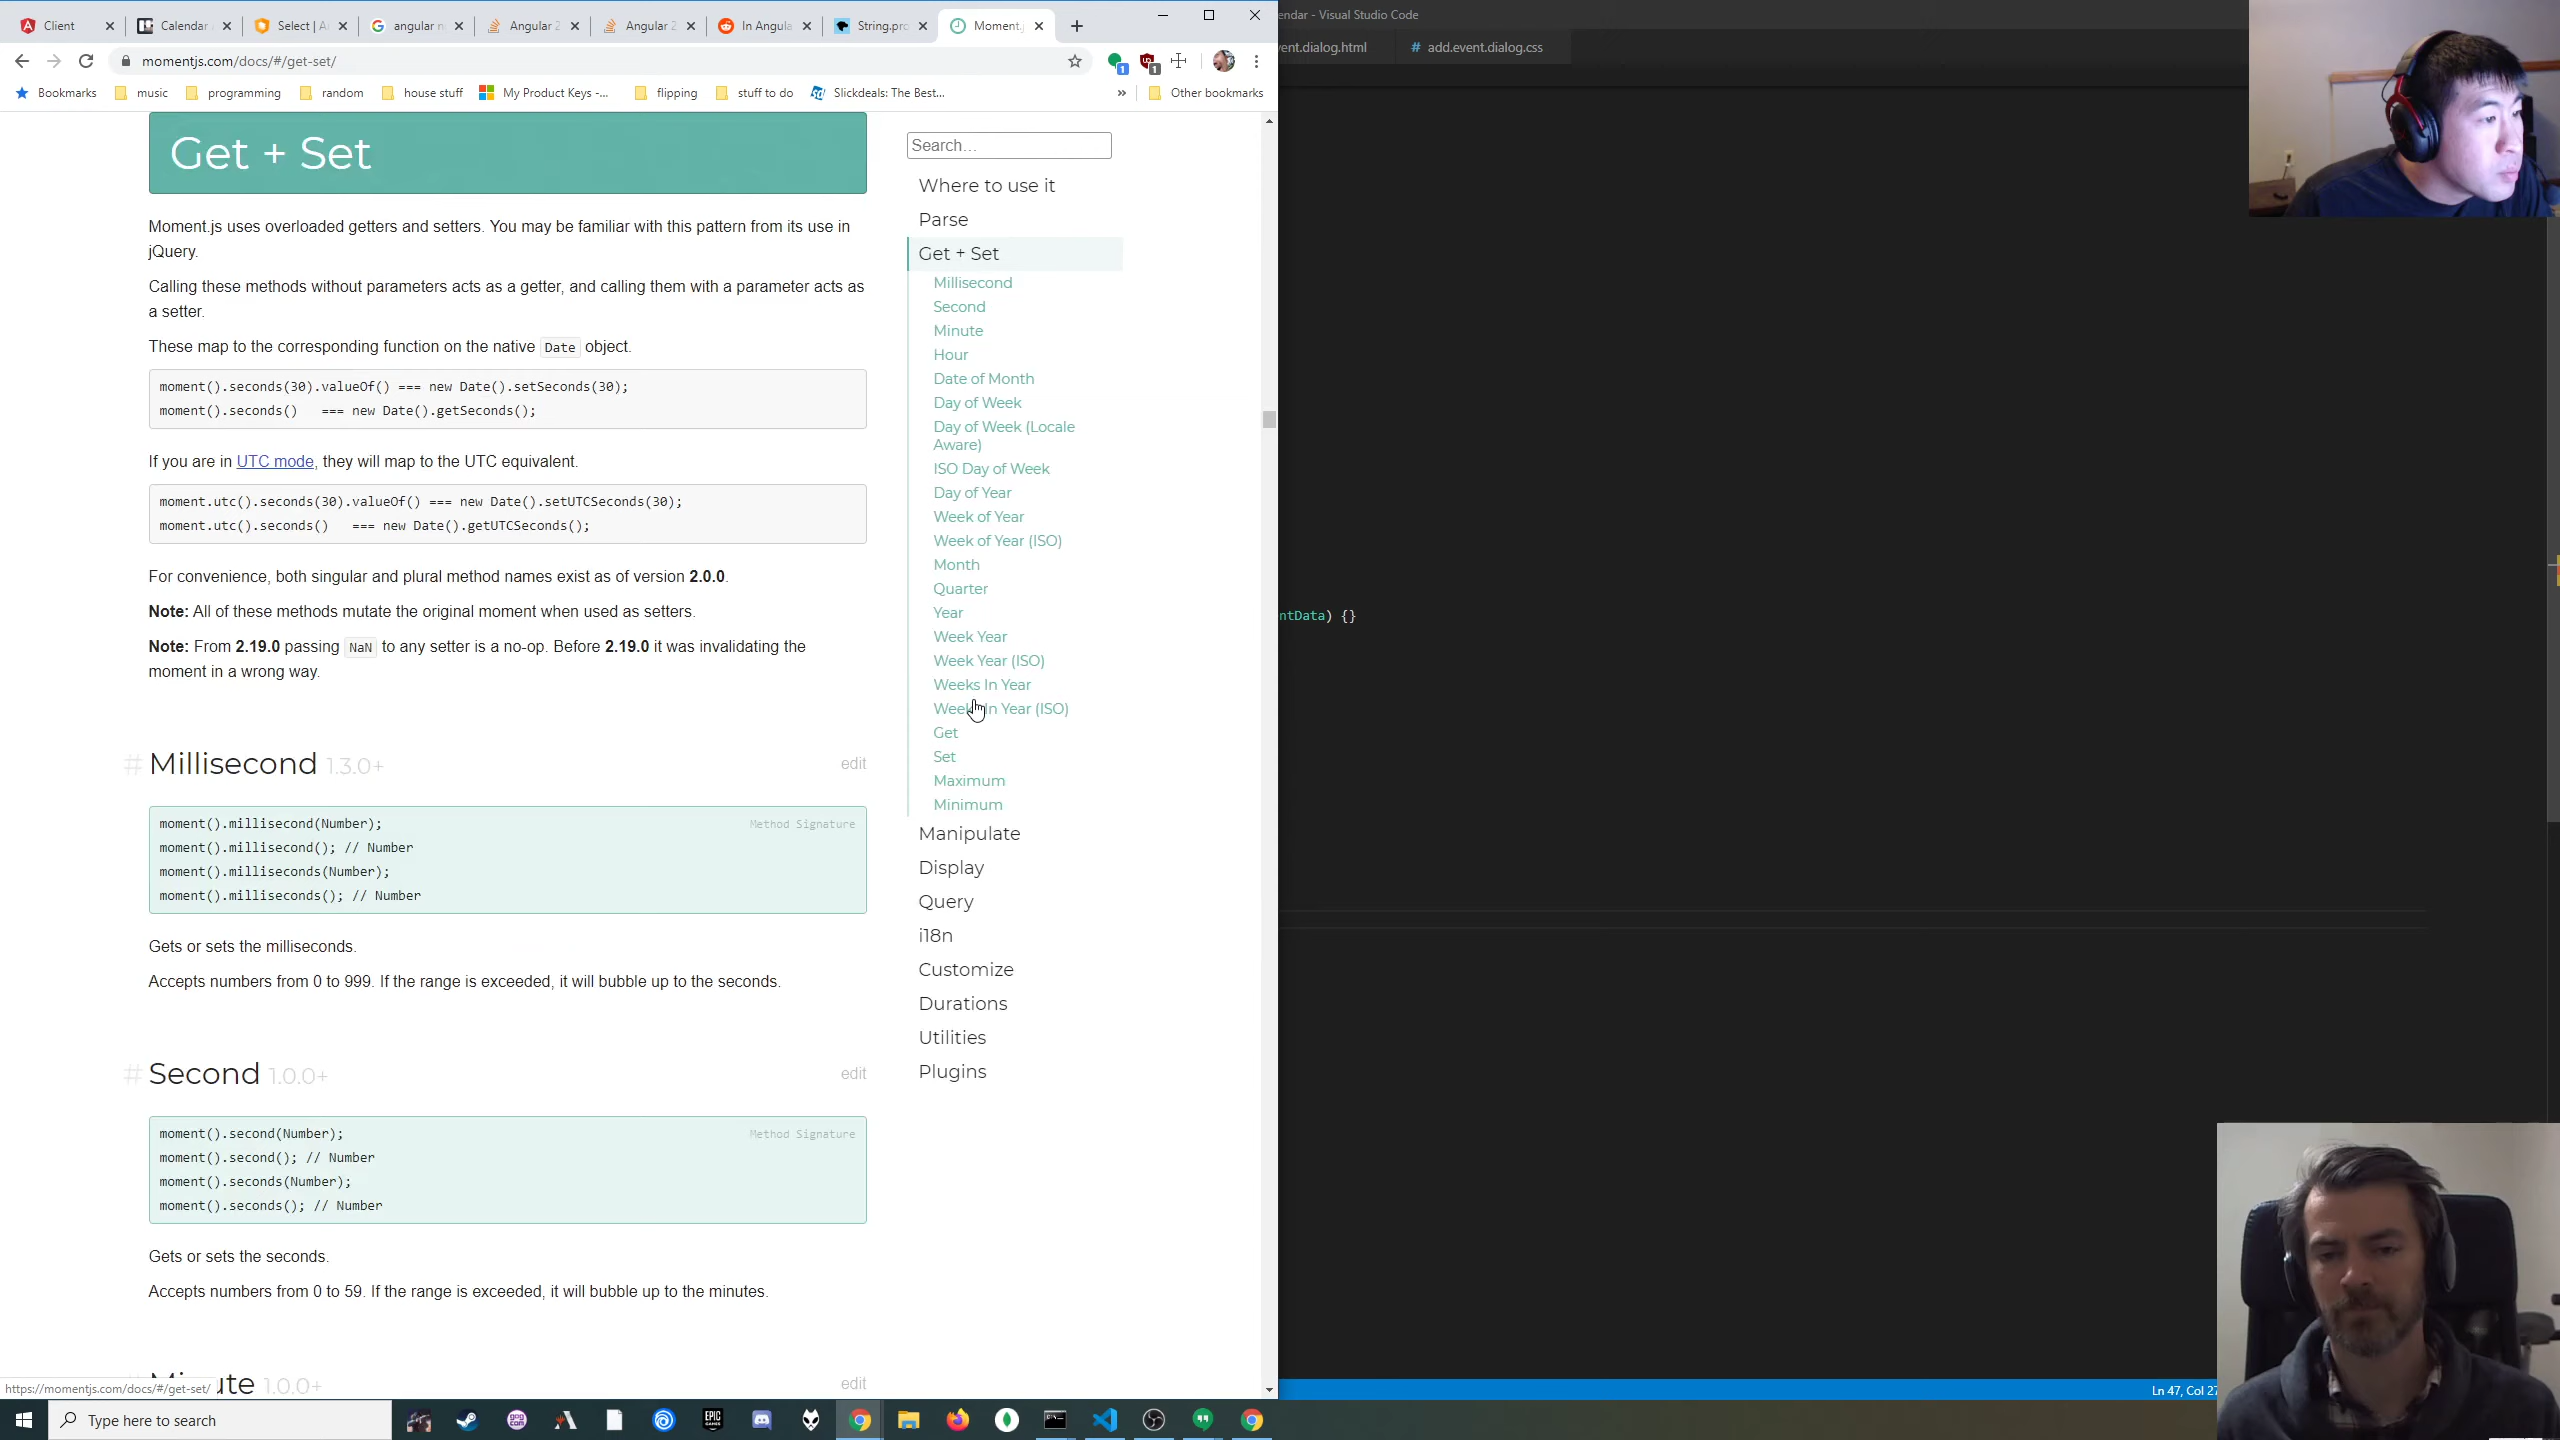 Client
Calendar
Select | A
angular n
Angular 2
Angular 2
In Angula
String.pro
Moment.
endar - Visual Studio Code
momentjs.com/docs/#/get-set/
vent.dialog.html
# add.event.dialog.css
Bookmarks
music
programming
random
house stuff
My Product Keys -...
flipping
stuff to do
Slickdeals: The Best...
»
Other bookmarks
Get + Set
Moment.js uses overloaded getters and setters. You may be familiar with this pattern from its use in
jQuery.
Calling these methods without parameters acts as a getter, and calling them with a parameter acts as
a setter.
These map to the corresponding function on the native Date object.
moment().seconds(30).valueOf() === new Date().setSeconds(30);
moment().seconds() === new Date().getSeconds();
If you are in UTC mode, they will map to the UTC equivalent.
moment.utc().seconds(30).valueOf() === new Date().setUTCSeconds(30);
moment.utc().seconds() === new Date().getUTCSeconds();
For convenience, both singular and plural method names exist as of version 2.0.0.
Note: All of these methods mutate the original moment when used as setters.
Note: From 2.19.0 passing NaN to any setter is a no-op. Before 2.19.0 it was invalidating the
moment in a wrong way.
# Millisecond 1.3.0+
edit
moment().millisecond(Number);
Method Signature
moment().millisecond(); // Number
moment().milliseconds(Number);
moment().milliseconds(); // Number
Gets or sets the milliseconds.
Accepts numbers from 0 to 999. If the range is exceeded, it will bubble up to the seconds.
# Second 1.0.0+
edit
moment().second(Number);
Method Signature
moment().second(); // Number
moment().seconds(Number);
moment().seconds(); // Number
Gets or sets the seconds.
Accepts numbers from 0 to 59. If the range is exceeded, it will bubble up to the minutes.
1.0.0+
edit
https://momentjs.com/docs/#/get-set/
Search...
Where to use it
Parse
Get + Set
Millisecond
Second
Minute
Hour
Date of Month
Day of Week
Day of Week (Locale
Aware)
ISO Day of Week
Day of Year
Week of Year
Week of Year (ISO)
Month
Quarter
Year
Week Year
Week Year (ISO)
Weeks In Year
In Year (ISO)
Get
Set
Maximum
Minimum
Manipulate
Display
Query
i18n
Customize
Durations
Utilities
Plugins
ntData) {}
Ln 47, Col 27
Type here to search
gog
com
EPIC
GAMES